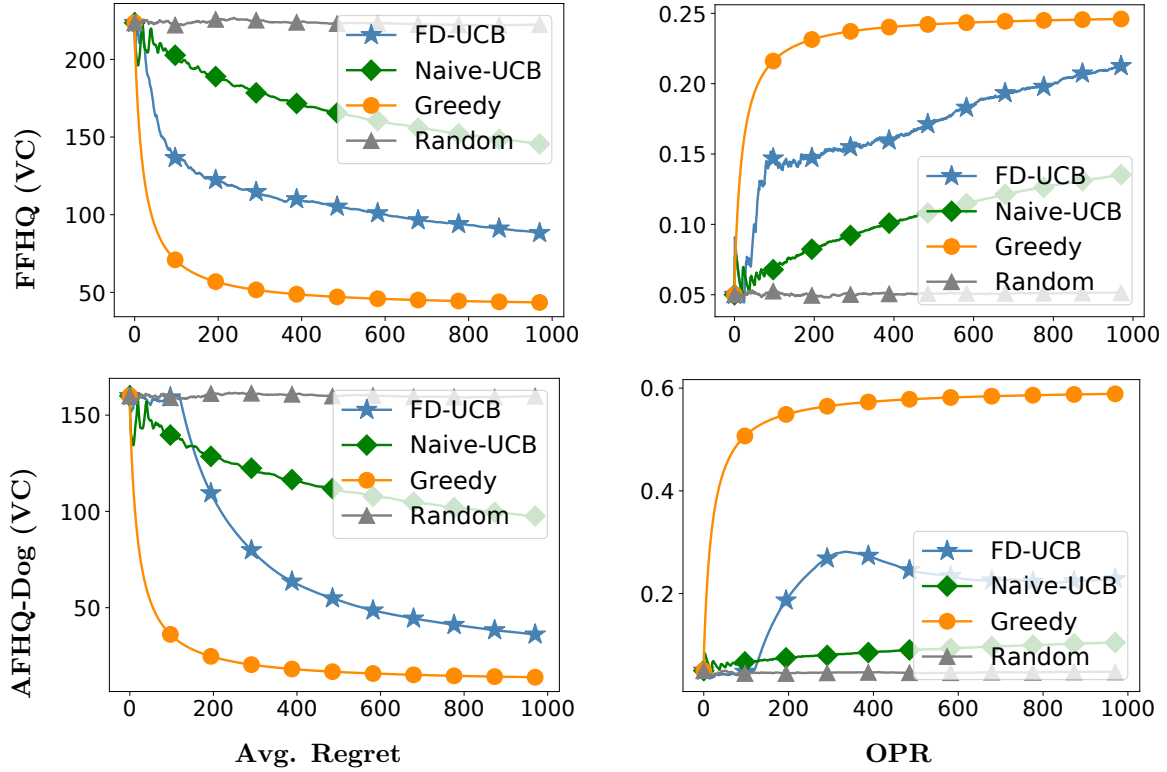 FFHQ (VC)
200
150
100
50
0 200 400 600 800 1000
FD-UCB
Naive-UCB
Greedy
Random
0.25
0.20
0.15
0.10
0.05
0 200 400 600 800 1000
FD-UCB
Naive-UCB
Greedy
Random
AFHQ-Dog (VC)
150
100
50
0 200 400 600 800 1000
FD-UCB
Naive-UCB
Greedy
Random
0.6
0.4
0.2
0 200 400 600 800 1000
FD-UCB
Naive-UCB
Greedy
Random
Avg. Regret
OPR